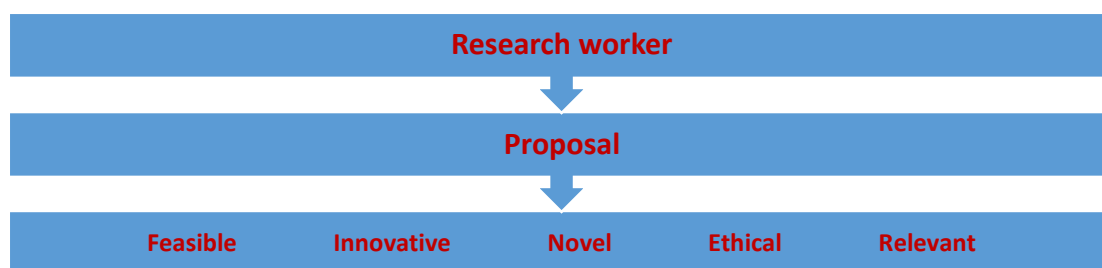 Research worker
Proposal
Feasible Innovative Novel Ethical Relevant